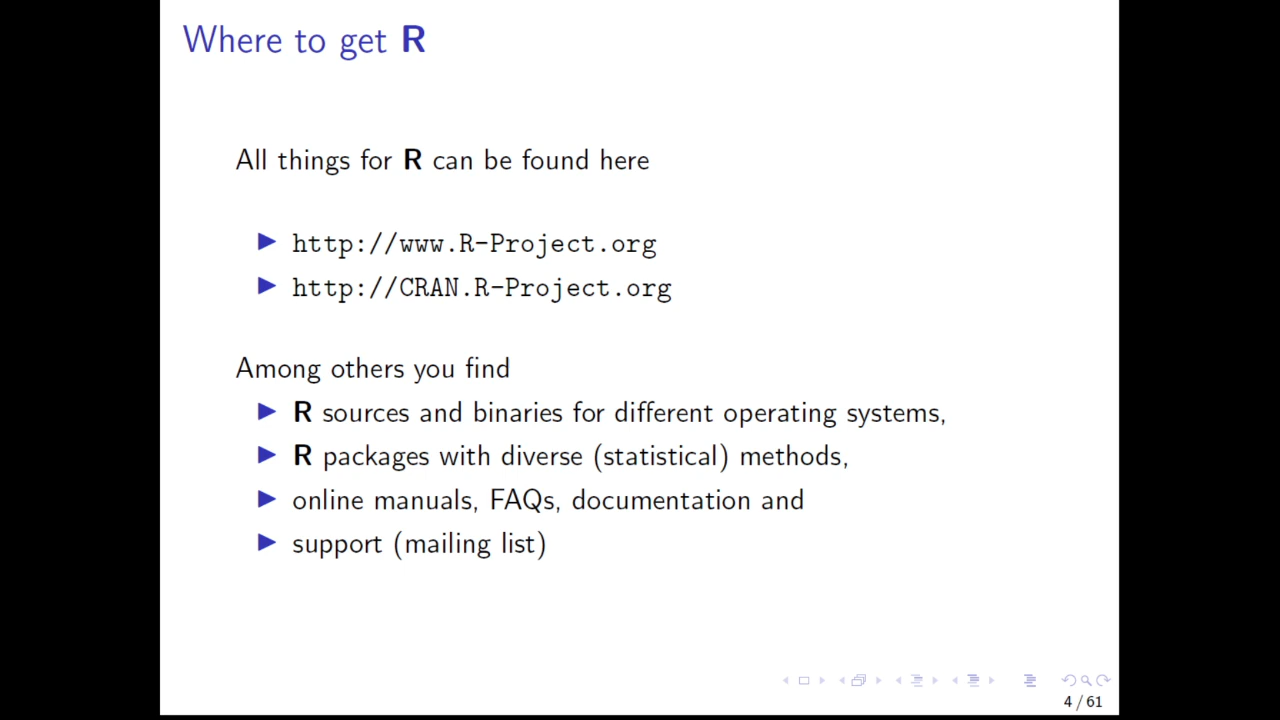 Where to get R
All things for R can be found here
http://www.R-Project.org
http://CRAN.R-Project.org
Among others you find
R sources and binaries for different operating systems,
R packages with diverse (statistical) methods,
online manuals, FAQs, documentation and
support (mailing list)
4 / 61